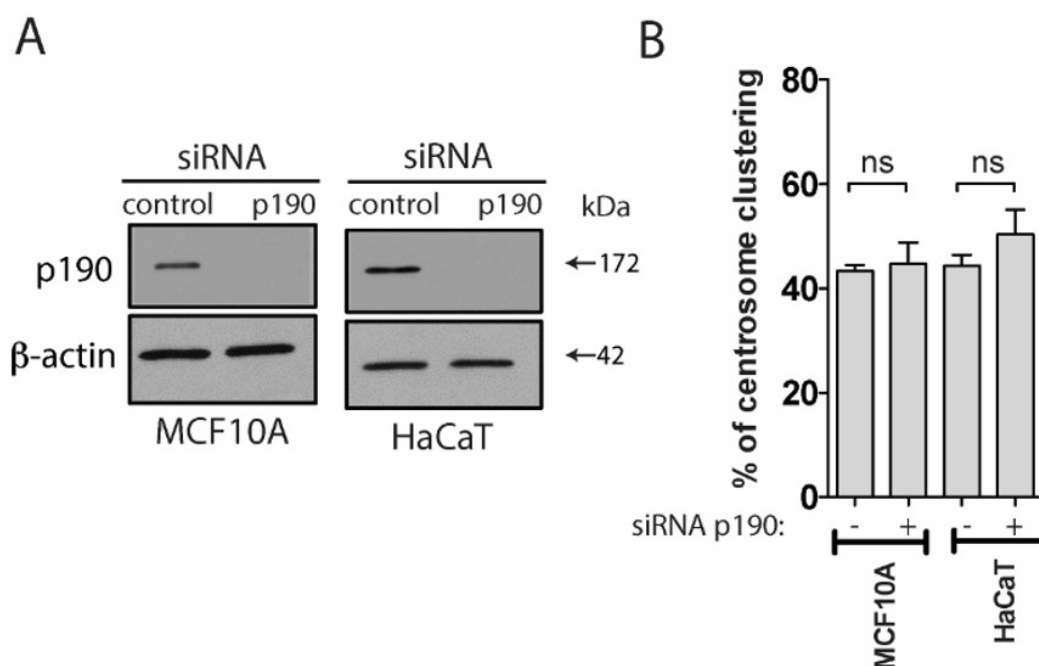 A
siRNA
siRNA
control p190
control p190
kDa
p190
←172
β-actin
←42
MCF10A
HaCaT
B
% of centrosome clustering
80
60
40
20
0
ns
ns
siRNA p190: - + - +
MCF10A
HaCaT